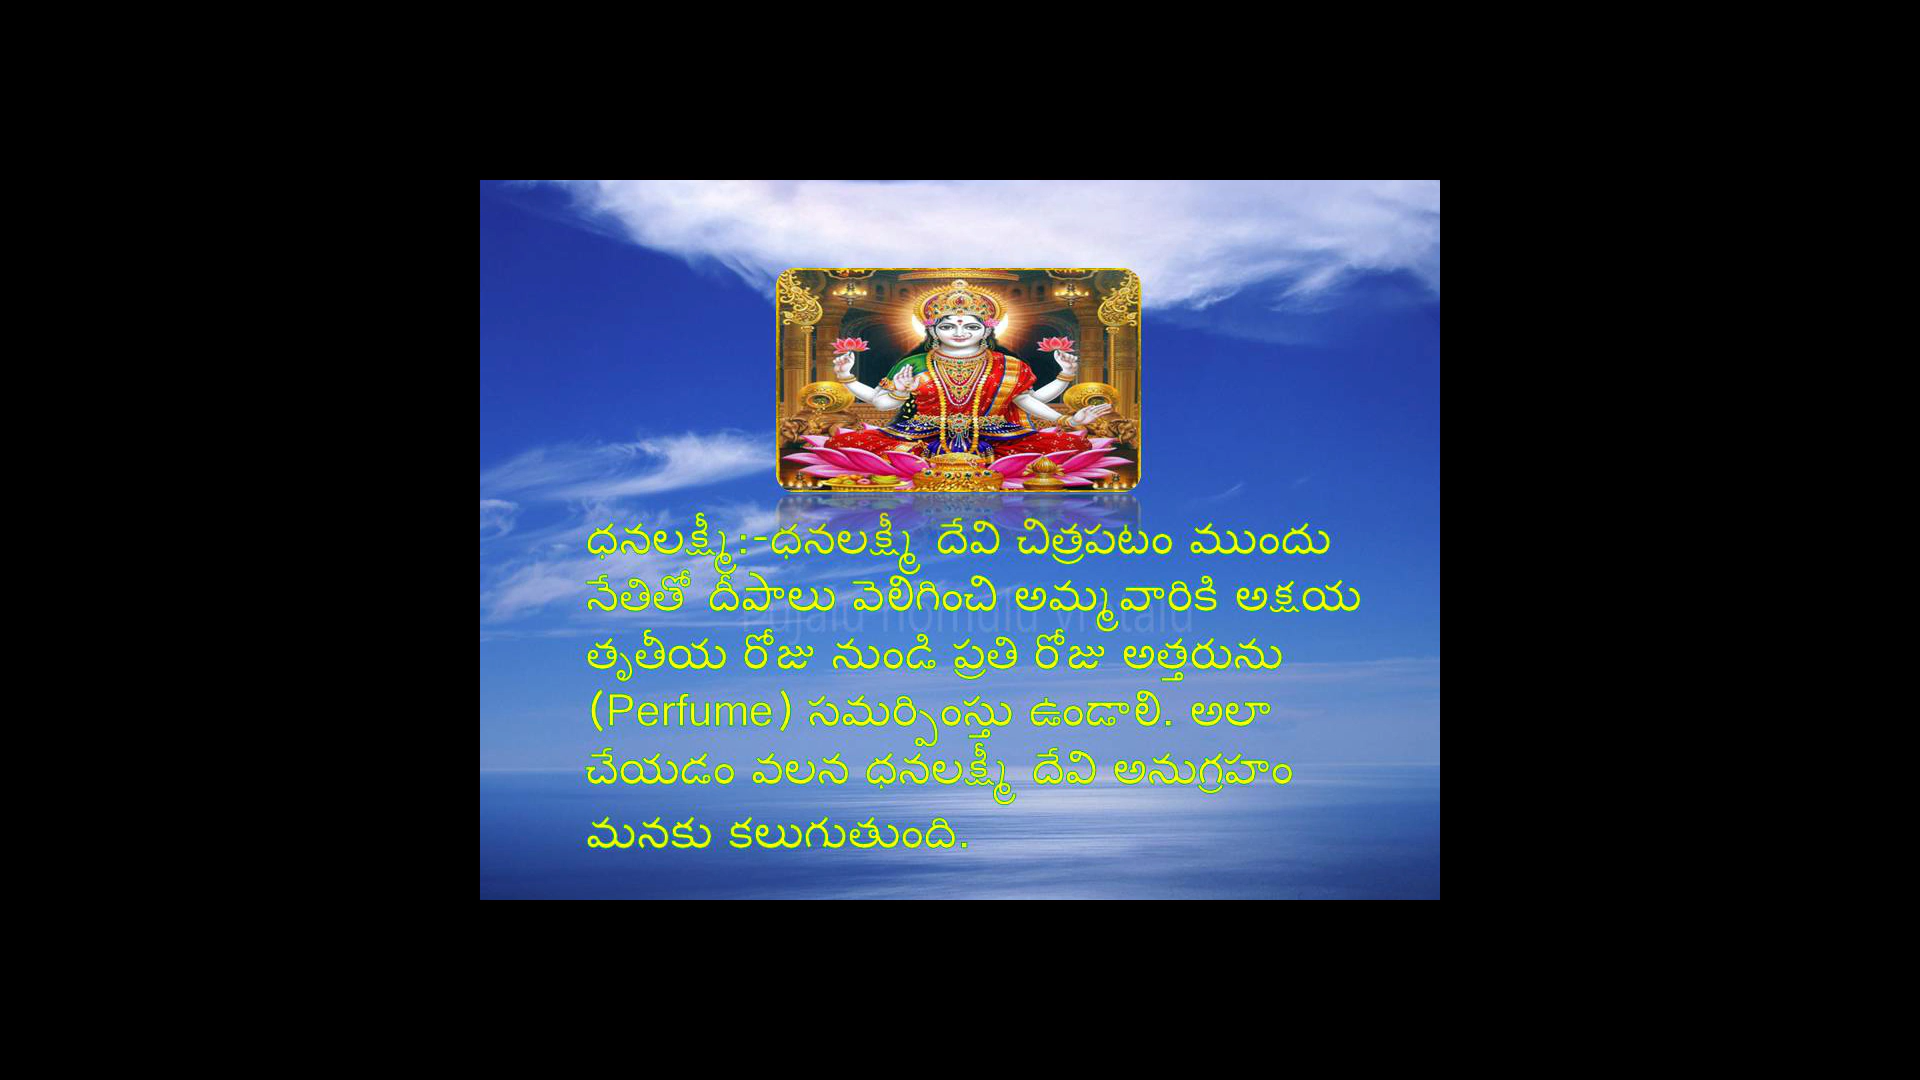 ధనలక్ష్మీ:-ధనలక్ష్మీ దేవి చిత్రపటం ముందు
నేతితో దీపాలు వెలిగించి అమ్మవారికి అక్షయ
తృతీయ రోజు నుండి ప్రతి రోజు అత్తరును
(Perfume) సమర్పింస్తు ఉండాలి. అలా
చేయడం వలన ధనలక్ష్మీ దేవి అనుగ్రహం
మనకు కలుగుతుంది.